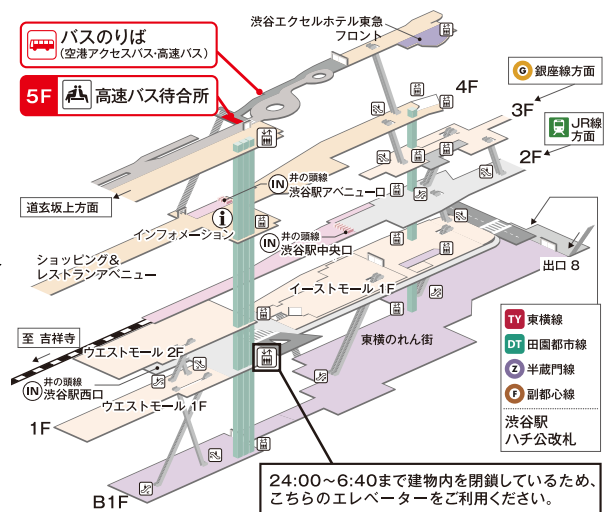 渋谷エクセルホテル東急
フロント
バスのりば
(空港アクセスバス・高速バス)
5F 高速バス待合所
4F
G 銀座線方面
3F
JR線
方面
2F
IN 井の頭線
渋谷駅アベニュー口
道玄坂上方面
i
インフォメーション
IN 井の頭線
渋谷駅中央口
ショッピング&
レストランアベニュー
出口 8
イーストモール 1F
至 吉祥寺
ウエストモール 2F
東横のれん街
IN 井の頭線
渋谷駅西口
ウエストモール 1F
1F
B1F
TY 東横線
DT 田園都市線
Z 半蔵門線
F 副都心線
渋谷駅
ハチ公改札
24:00〜6:40まで建物内を閉鎖しているため、
こちらのエレベーターをご利用ください。